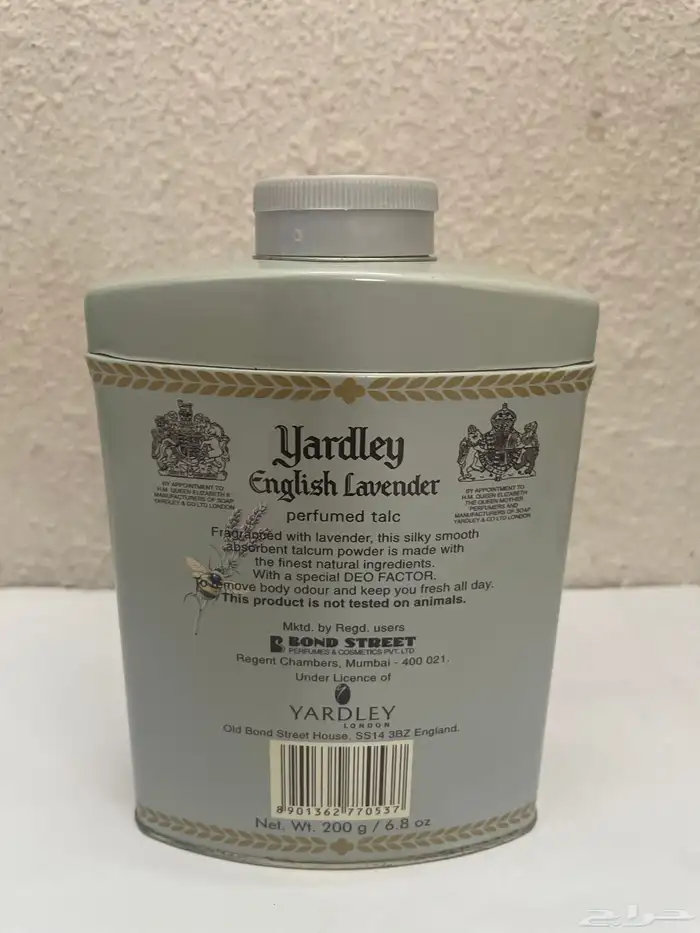 Yardley
English Lavender
perfumed talc
BY APPOINTMENT TO
H.M. QUEEN ELIZABETH II
MANUFACTURERS OF SOAP
YARDLEY & CO LTD LONDON
BY APPOINTMENT TO
H.M. QUEEN ELIZABETH
THE QUEEN MOTHER
PERFUMERS AND
MANUFACTURERS OF SOAP
YARDLEY & CO LTD LONDON
Fragranced with lavender, this silky smooth
absorbent talcum powder is made with
the finest natural ingredients.
With a special DEO FACTOR.
To remove body odour and keep you fresh all day.
This product is not tested on animals.
Mktd. by Regd. users
BOND STREET
PERFUMES & COSMETICS PVT. LTD
Regent Chambers, Mumbai - 400 021.
Under Licence of
YARDLEY
LONDON
Old Bond Street House, SS14 3BZ England.
8901362770537
Net. Wt. 200 g / 6.8 oz
حراج